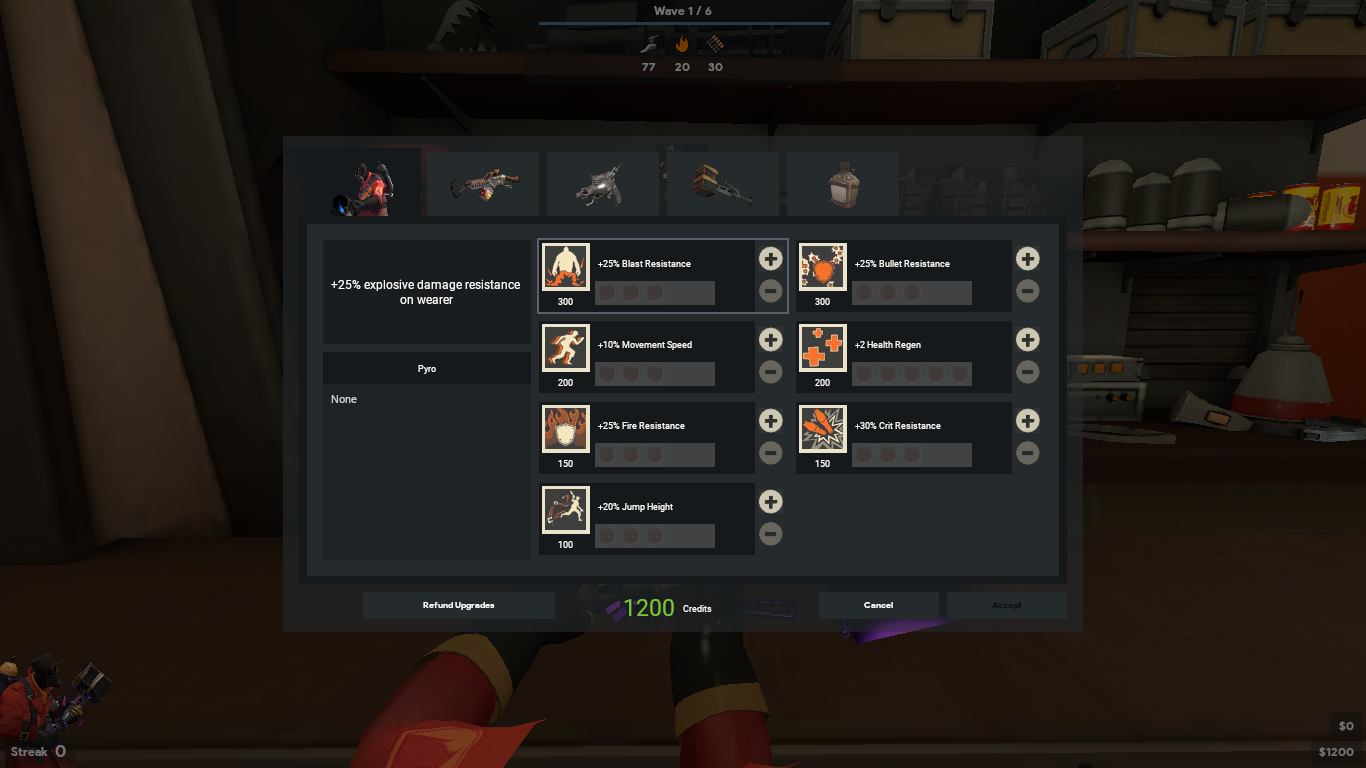 Wave 1 / 6
77
20
30
+25% explosive damage resistance
on wearer
Pyro
None
+25% Blast Resistance
300
+25% Bullet Resistance
300
+10% Movement Speed
200
+2 Health Regen
200
+25% Fire Resistance
150
+30% Crit Resistance
150
+20% Jump Height
100
Refund Upgrades
1200 Credits
Cancel
Accept
Streak 0
$0
$1200